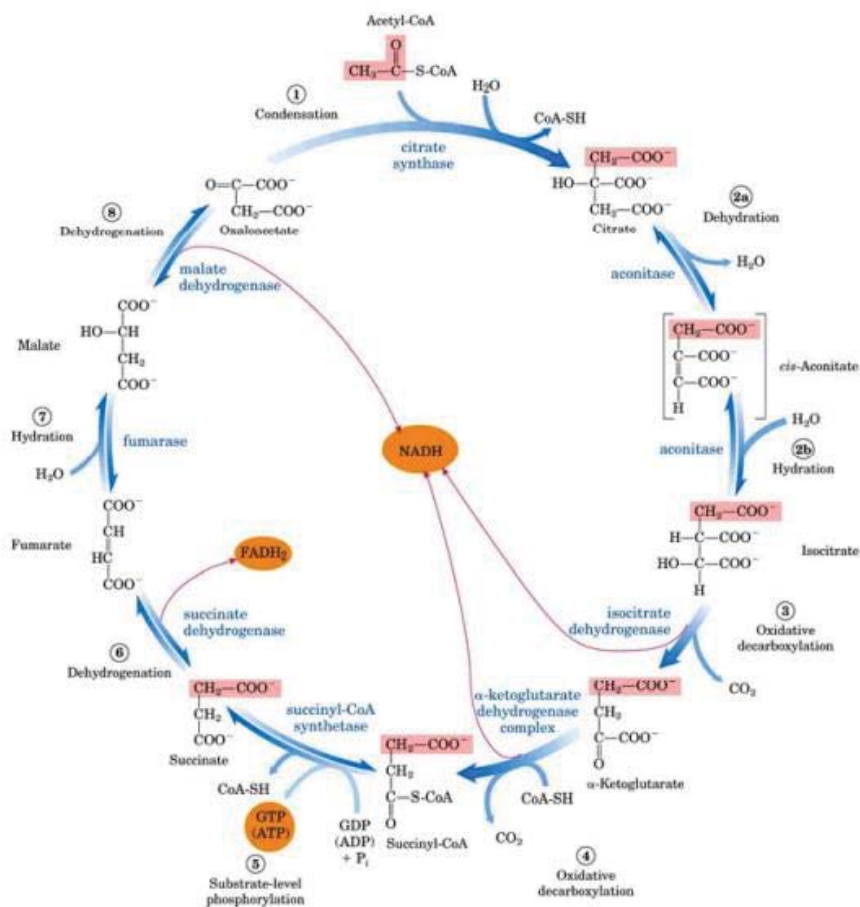 Acetyl-CoA
O
CH₃—C—S-CoA
①
Condensation
H₂O
CoA-SH
citrate
synthase
O=C—COO⁻
CH₂—COO⁻
Oxaloacetate
CH₂—COO⁻
HO—C—COO⁻
CH₂—COO⁻
Citrate
2a
Dehydration
H₂O
aconitase
CH₂—COO⁻
C—COO⁻
C—COO⁻
H
cis-Aconitate
aconitase
H₂O
2b
Hydration
CH₂—COO⁻
H—C—COO⁻
HO—C—COO⁻
H
Isocitrate
isocitrate
dehydrogenase
③
Oxidative
decarboxylation
CO₂
CH₂—COO⁻
CH₂
C—COO⁻
O
α-Ketoglutarate
α-ketoglutarate
dehydrogenase
complex
CoA-SH
CO₂
④
Oxidative
decarboxylation
CH₂—COO⁻
CH₂
C—S-CoA
O
Succinyl-CoA
succinyl-CoA
synthetase
GDP
(ADP)
+ Pᵢ
CoA-SH
GTP
(ATP)
⑤
Substrate-level
phosphorylation
CH₂—COO⁻
CH₂
COO⁻
Succinate
succinate
dehydrogenase
FADH₂
⑥
Dehydrogenation
COO⁻
CH
HC
COO⁻
Fumarate
fumarase
⑦
Hydration
H₂O
COO⁻
HO—CH
CH₂
COO⁻
Malate
malate
dehydrogenase
⑧
Dehydrogenation
NADH